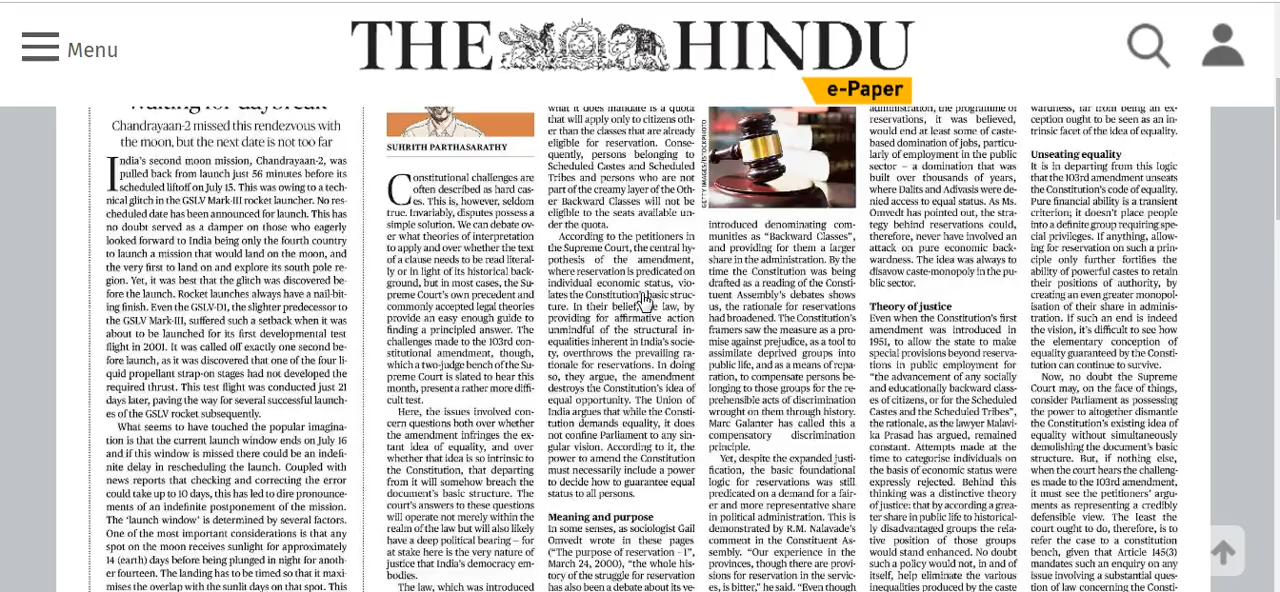 Menu
THE HINDU
e-Paper
Waiting for daybreak
Chandrayaan-2 missed this rendezvous with
the moon, but the next date is not too far
India's second moon mission, Chandrayaan-2, was
pulled back from launch just 56 minutes before its
scheduled liftoff on July 15. This was owing to a tech-
nical glitch in the GSLV Mark-III rocket launcher. No res-
cheduled date has been announced for launch. This has
no doubt served as a damper on those who eagerly
looked forward to India being only the fourth country
to launch a mission that would land on the moon, and
the very first to land on and explore its south pole re-
gion. Yet, it was best that the glitch was discovered be-
fore the launch. Rocket launches always have a nail-bit-
ing finish. Even the GSLV-D1, the slighter predecessor to
the GSLV Mark-III, suffered such a setback when it was
about to be launched for its first developmental test
flight in 2001. It was called off exactly one second be-
fore launch, as it was discovered that one of the four li-
quid propellant strap-on stages had not developed the
required thrust. This test flight was conducted just 21
days later, paving the way for several successful launch-
es of the GSLV rocket subsequently.
What seems to have touched the popular imagina-
tion is that the current launch window ends on July 16
and if this window is missed there could be an indefi-
nite delay in rescheduling the launch. Coupled with
news reports that checking and correcting the error
could take up to 10 days, this has led to dire pronounce-
ments of an indefinite postponement of the mission.
The 'launch window' is determined by several factors.
One of the most important considerations is that any
spot on the moon receives sunlight for approximately
14 (earth) days before being plunged in night for anoth-
er fourteen. The landing has to be timed so that it maxi-
mises the overlap with the sunlit days on that spot. This
SUHRITH PARTHASARATHY
Constitutional challenges are
often described as hard cas-
es. This is, however, seldom
true. Invariably, disputes possess a
simple solution. We can debate ov-
er what theories of interpretation
to apply and over whether the text
of a clause needs to be read literal-
ly or in light of its historical back-
ground, but in most cases, the Su-
preme Court's own precedent and
commonly accepted legal theories
provide an easy enough guide to
finding a principled answer. The
challenges made to the 103rd con-
stitutional amendment, though,
which a two-judge bench of the
Supreme Court is slated to hear this
month, present a rather more diffi-
cult test.
Here, the issues involved con-
cern questions both over whether
the amendment infringes the ex-
tant idea of equality, and over
whether that idea is so intrinsic to
the Constitution, that departing
from it will somehow breach the
document's basic structure. The
court's answers to these questions
will operate not merely within the
realm of the law but will also likely
have a deep political bearing – for
at stake here is the very nature of
justice that India's democracy em-
bodies.
The law, which was introduced
what it does mandate is a quota
that will apply only to citizens oth-
er than the classes that are already
eligible for reservation. Conse-
quently, persons belonging to
Scheduled Castes and Scheduled
Tribes and persons who are not
part of the creamy layer of the Oth-
er Backward Classes will not be
eligible to the seats available un-
der the quota.
According to the petitioners in
the Supreme Court, the central hy-
pothesis of the amendment,
where reservation is predicated on
individual economic status, vio-
lates the Constitution's basic struc-
ture. In their belief law, by
providing for affirmative action
unmindful of the structural in-
equalities inherent in India's socie-
ty, overthrows the prevailing ra-
tionale for reservations. In doing
so, they argue, the amendment
destroys the Constitution's idea of
equal opportunity. The Union of
India argues that while the Consti-
tution demands equality, it does
not confine Parliament to any sin-
gular vision. According to it, the
power to amend the Constitution
must necessarily include a power
to decide how to guarantee equal
status to all persons.
Meaning and purpose
In some senses, as sociologist Gail
Omvedt wrote in these pages
("The purpose of reservation - I",
March 24, 2000), "the whole his-
tory of the struggle for reservation
has also been a debate about its ve-
GETTY IMAGES/ISTOCKPHOTO
introduced denominating com-
munities as "Backward Classes",
and providing for them a larger
share in the administration. By the
time the Constitution was being
drafted as a reading of the Consti-
tuent Assembly's debates shows
us, the rationale for reservations
had broadened. The Constitution's
framers saw the measure as a pro-
mise against prejudice, as a tool to
assimilate deprived groups into
public life, and as a means of repa-
ration, to compensate persons be-
longing to those groups for the re-
prehensible acts of discrimination
wrought on them through history.
Marc Galanter has called this a
compensatory discrimination
principle.
Yet, despite the expanded justi-
fication, the basic foundational
logic for reservations was still
predicated on a demand for a fair-
er and more representative share
in political administration. This is
demonstrated by R.M. Nalavade's
comment in the Constituent As-
sembly. "Our experience in the
provinces, though there are provi-
sions for reservation in the servic-
es, is bitter," he said. "Even though
administration, the programme of
reservations, it was believed,
would end at least some of caste-
based domination of jobs, particu-
larly of employment in the public
sector – a domination that was
built over thousands of years,
where Dalits and Adivasis were de-
nied access to equal status. As Ms.
Omvedt has pointed out, the stra-
tegy behind reservations could,
therefore, never have involved an
attack on pure economic back-
wardness. The idea was always to
disavow caste-monopoly in the pu-
blic sector.
Theory of justice
Even when the Constitution's first
amendment was introduced in
1951, to allow the state to make
special provisions beyond reserva-
tions in public employment for
"the advancement of any socially
and educationally backward class-
es of citizens, or for the Scheduled
Castes and the Scheduled Tribes",
the rationale, as the lawyer Malavi-
ka Prasad has argued, remained
constant. Attempts made at the
time to categorise individuals on
the basis of economic status were
expressly rejected. Behind this
thinking was a distinctive theory
of justice: that by according a grea-
ter share in public life to historical-
ly disadvantaged groups the rela-
tive position of those groups
would stand enhanced. No doubt
such a policy would not, in and of
itself, help eliminate the various
inequalities produced by the caste
wardness, far from being an ex-
ception ought to be seen as an in-
trinsic facet of the idea of equality.
Unseating equality
It is in departing from this logic
that the 103rd amendment unseats
the Constitution's code of equality.
Pure financial ability is a transient
criterion; it doesn't place people
into a definite group requiring spe-
cial privileges. If anything, allow-
ing for reservation on such a prin-
ciple only further fortifies the
ability of powerful castes to retain
their positions of authority, by
creating an even greater monopol-
isation of their share in adminis-
tration. If such an end is indeed
the vision, it's difficult to see how
the elementary conception of
equality guaranteed by the Consti-
tution can continue to survive.
Now, no doubt the Supreme
Court may, on the face of things,
consider Parliament as possessing
the power to altogether dismantle
the Constitution's existing idea of
equality without simultaneously
demolishing the document's basic
structure. But, if nothing else,
when the court hears the challeng-
es made to the 103rd amendment,
it must see the petitioners' argu-
ments as representing a credibly
defensible view. The least the
court ought to do, therefore, is to
refer the case to a constitution
bench, given that Article 145(3)
mandates such an enquiry on any
issue involving a substantial ques-
tion of law concerning the Consti-